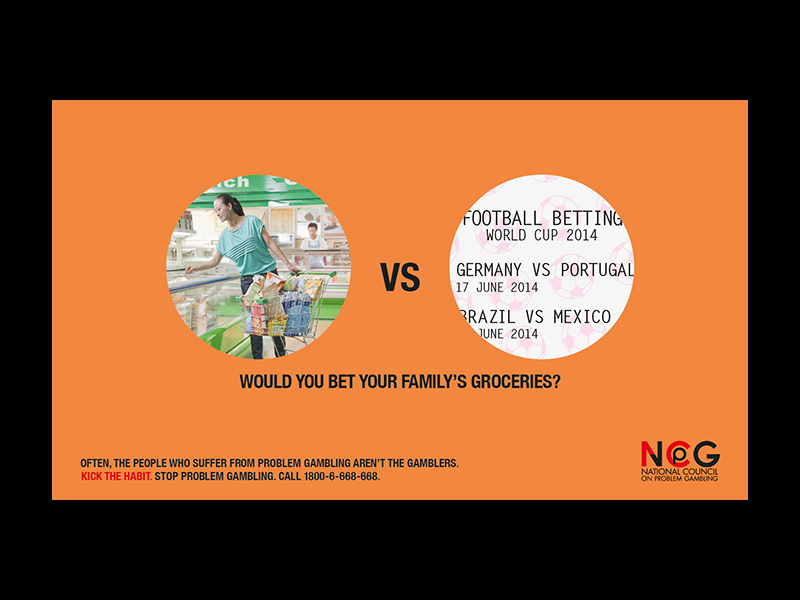 VS
FOOTBALL BETTING
WORLD CUP 2014
GERMANY VS PORTUGAL
17 JUNE 2014
BRAZIL VS MEXICO
JUNE 2014
WOULD YOU BET YOUR FAMILY'S GROCERIES?
OFTEN, THE PEOPLE WHO SUFFER FROM PROBLEM GAMBLING AREN'T THE GAMBLERS.
KICK THE HABIT. STOP PROBLEM GAMBLING. CALL 1800-6-668-668.
NCPG
NATIONAL COUNCIL
ON PROBLEM GAMBLING